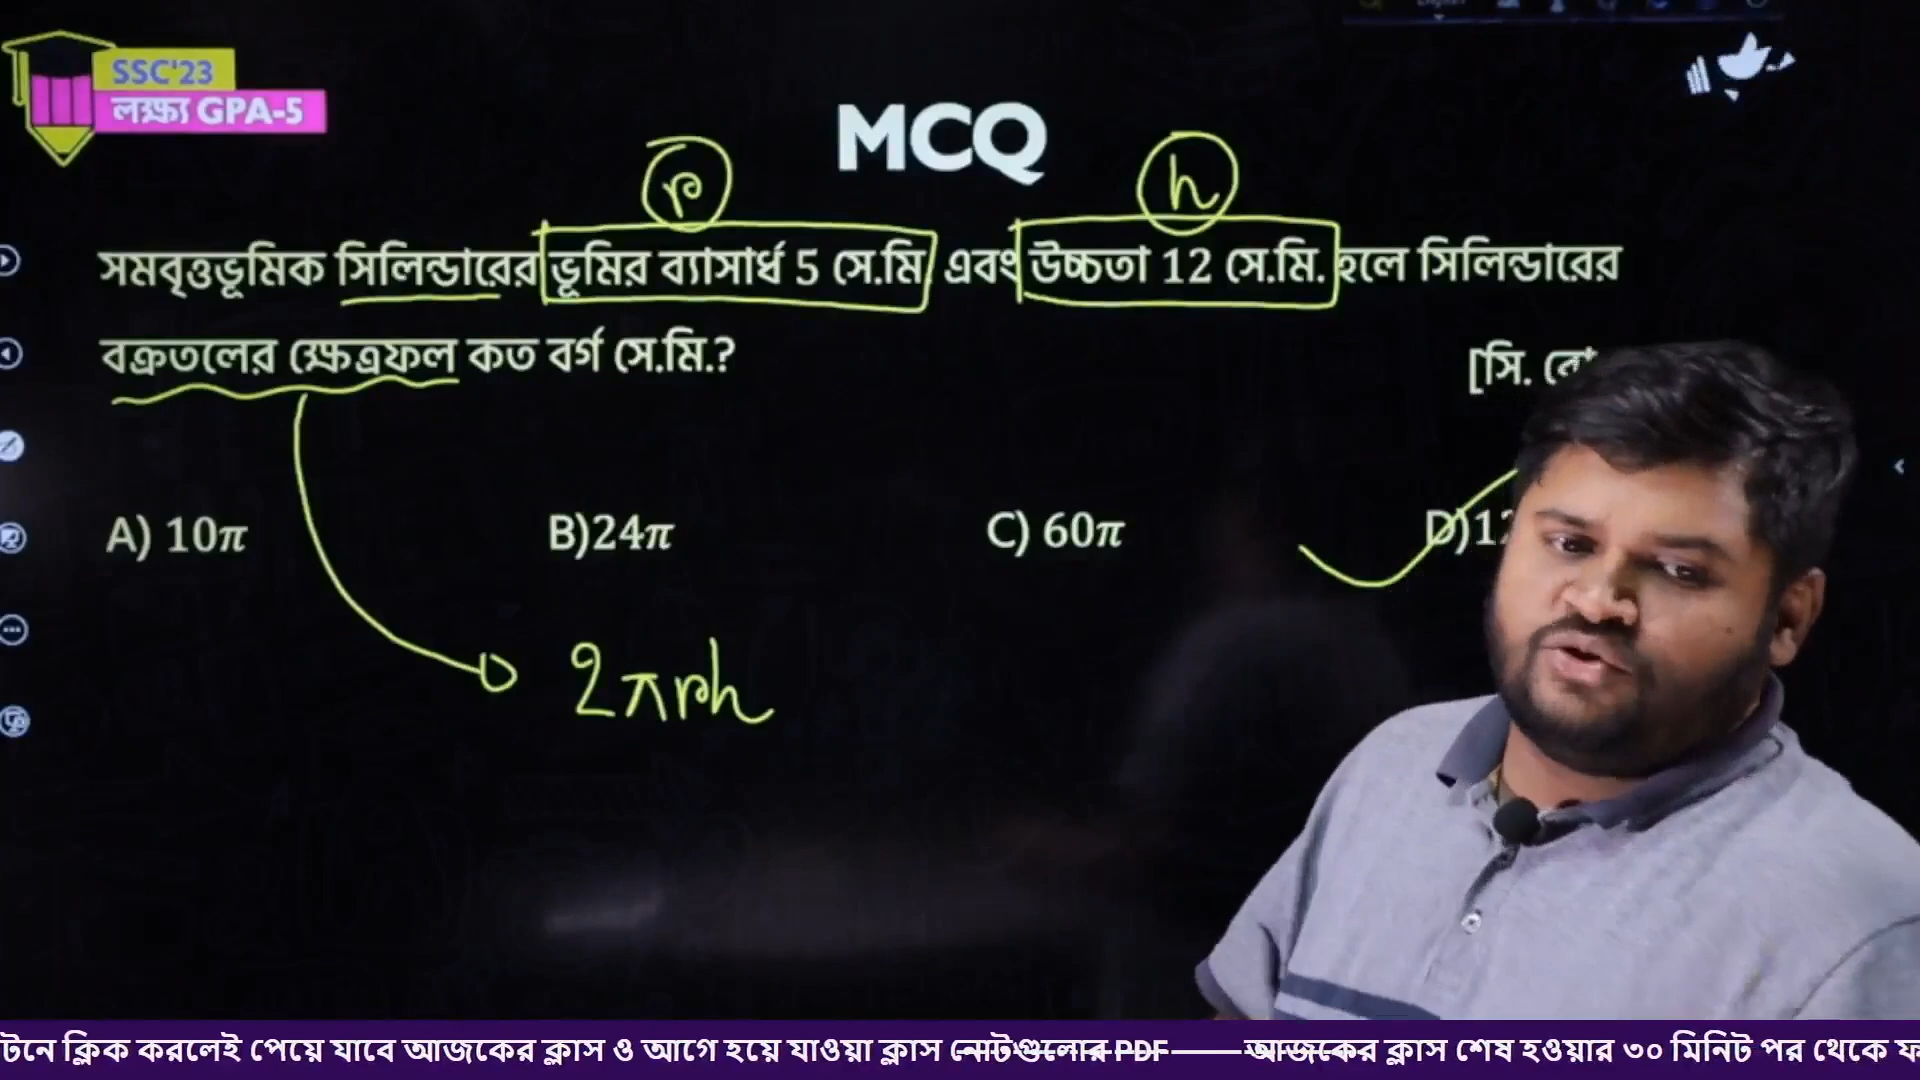 SSC'23
লক্ষ্য GPA-5
MCQ
r
h
সমবৃত্তভূমিক সিলিন্ডারের ভূমির ব্যাসার্ধ 5 সে.মি. এবং উচ্চতা 12 সে.মি. হলে সিলিন্ডারের
বক্রতলের ক্ষেত্রফল কত বর্গ সে.মি.?
[সি.
A) 10π
B)24π
C) 60π
D)12
2πrh
ক্লিক করলেই পেয়ে যাবে আজকের ক্লাস ও আগে হয়ে যাওয়া ক্লাস নোটগুলোর PDF আজকের ক্লাস শেষ হওয়ার ৩০ মিনিট পর থেকে